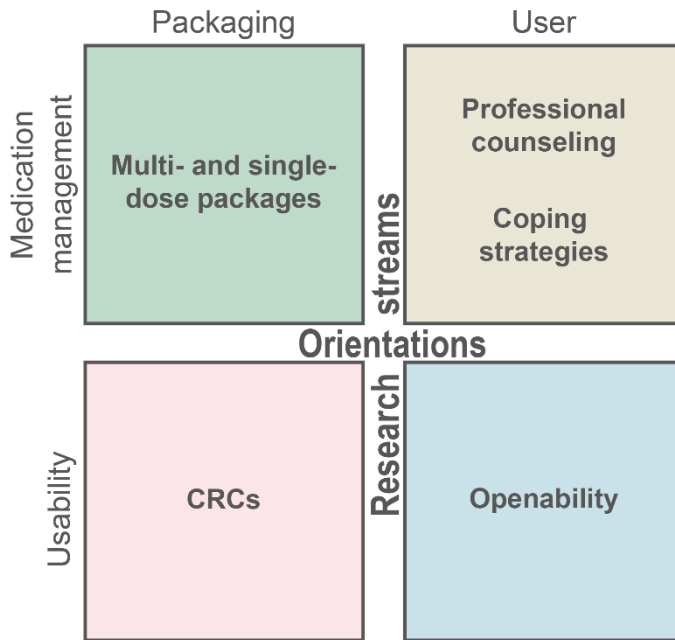 Packaging
User
Medication
management
Multi- and single-
dose packages
Professional
counseling
Coping
strategies
streams
Orientations
Research
Usability
CRCs
Openability